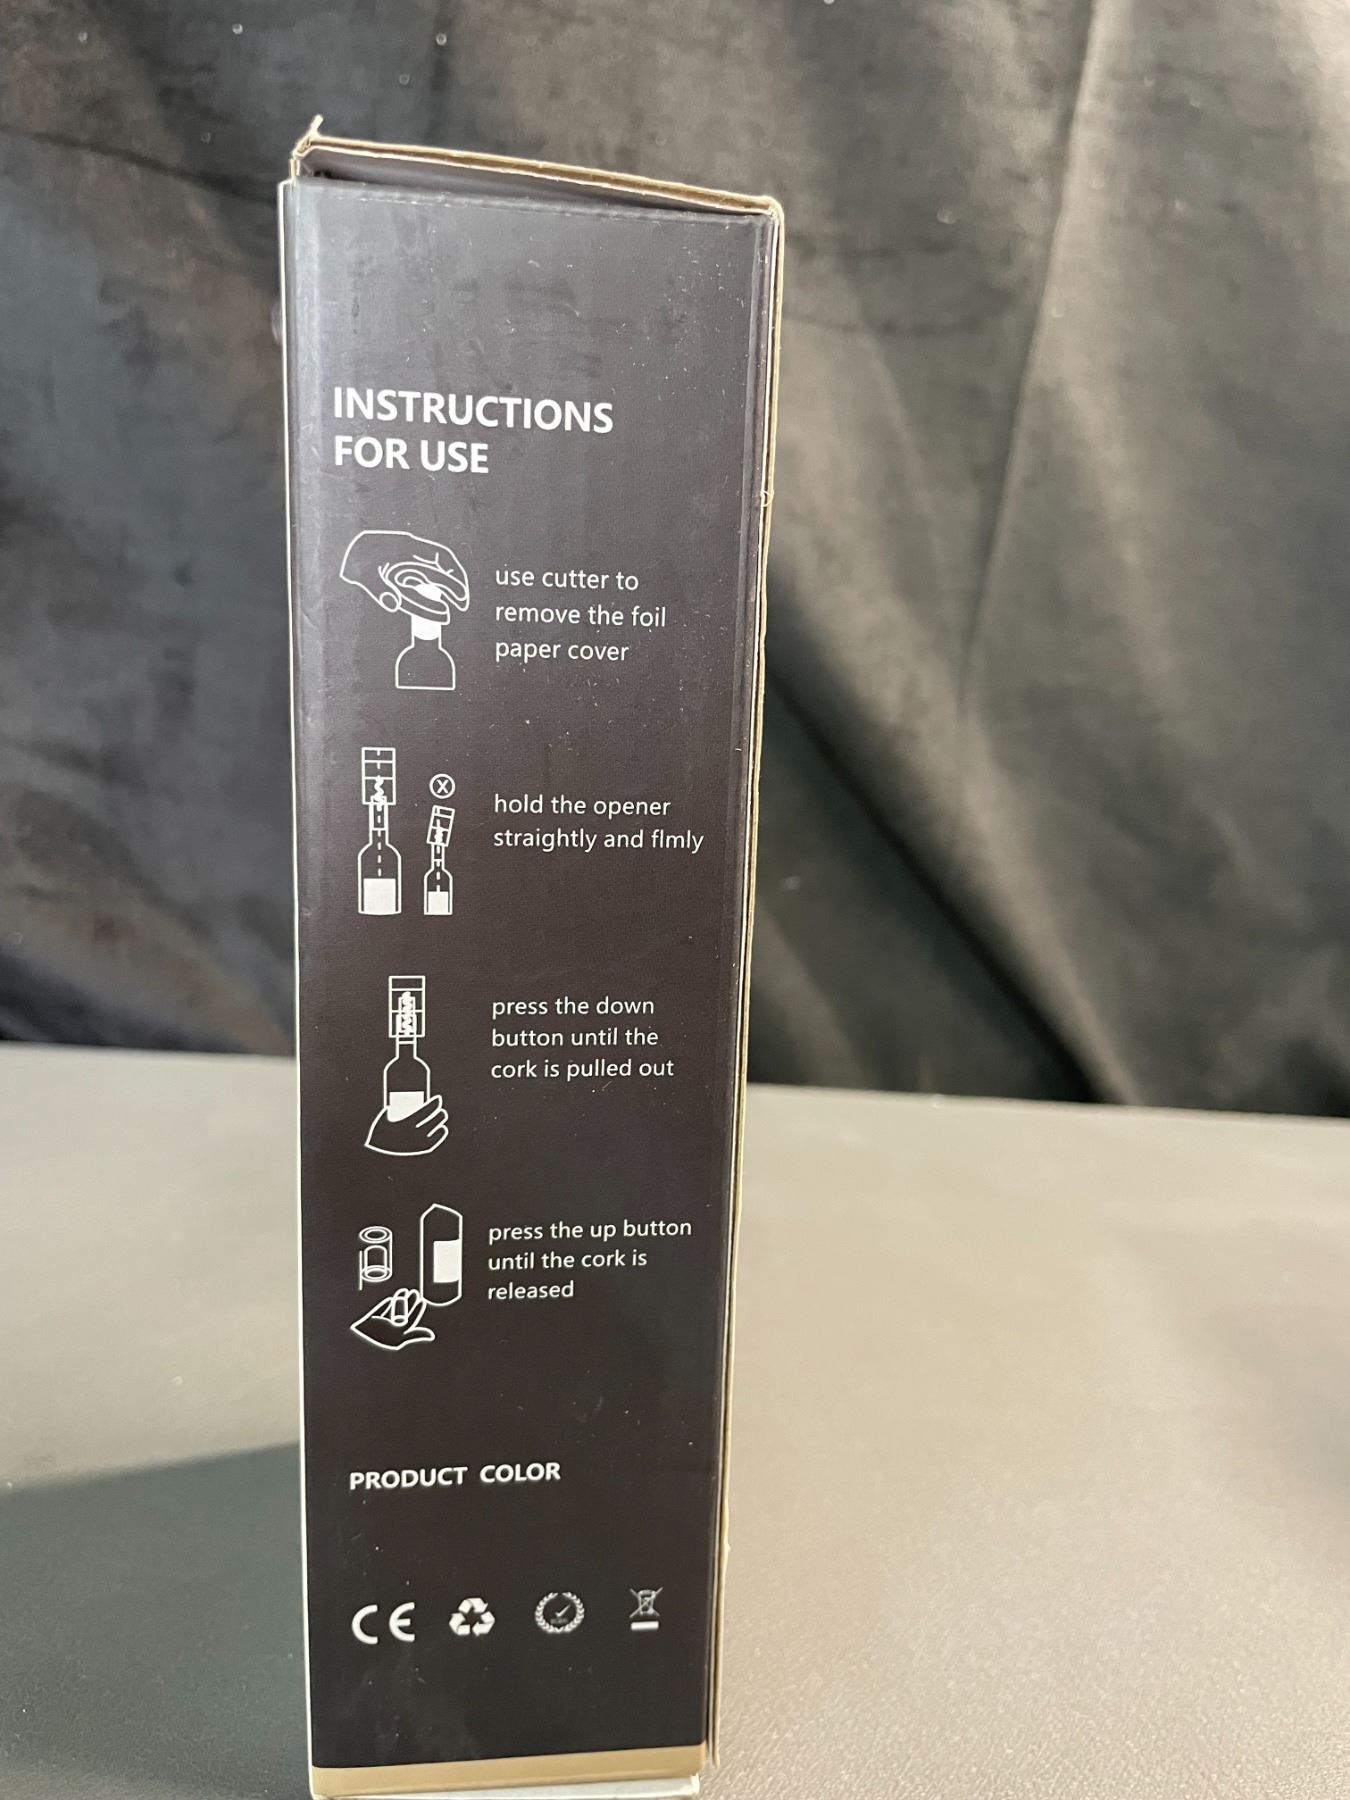 INSTRUCTIONS
FOR USE
use cutter to
remove the foil
paper cover
X
hold the opener
straightly and flmly
press the down
button until the
cork is pulled out
press the up button
until the cork is
released
PRODUCT COLOR
CE